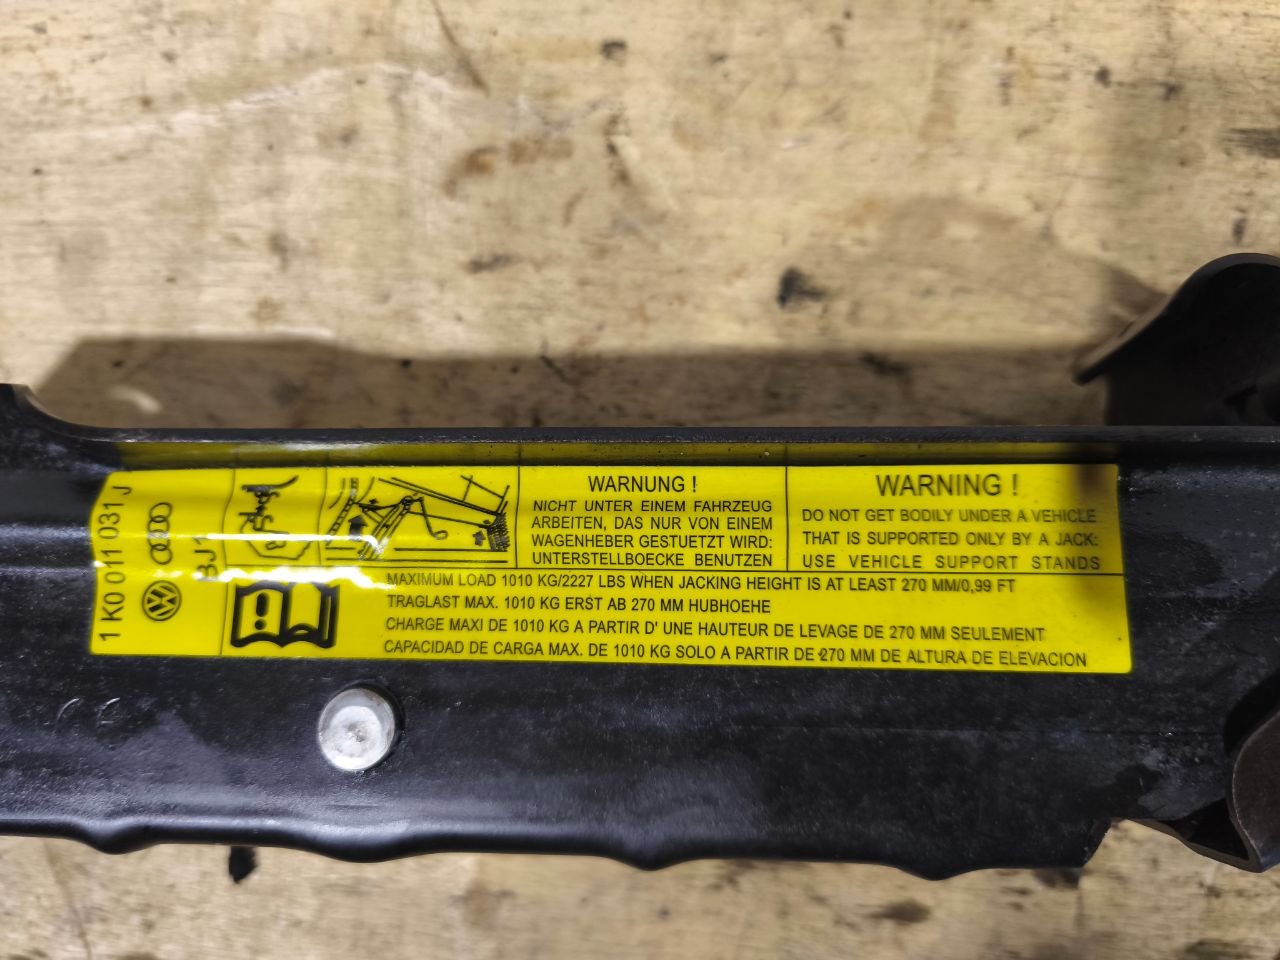 1 K0 011 031 J
WARNUNG !
NICHT UNTER EINEM FAHRZEUG
ARBEITEN, DAS NUR VON EINEM
WAGENHEBER GESTUETZT WIRD:
UNTERSTELLBOECKE BENUTZEN
WARNING !
DO NOT GET BODILY UNDER A VEHICLE
THAT IS SUPPORTED ONLY BY A JACK:
USE VEHICLE SUPPORT STANDS
MAXIMUM LOAD 1010 KG/2227 LBS WHEN JACKING HEIGHT IS AT LEAST 270 MM/0,99 FT
TRAGLAST MAX. 1010 KG ERST AB 270 MM HUBHOEHE
CHARGE MAXI DE 1010 KG A PARTIR D' UNE HAUTEUR DE LEVAGE DE 270 MM SEULEMENT
CAPACIDAD DE CARGA MAX. DE 1010 KG SOLO A PARTIR DE 270 MM DE ALTURA DE ELEVACION